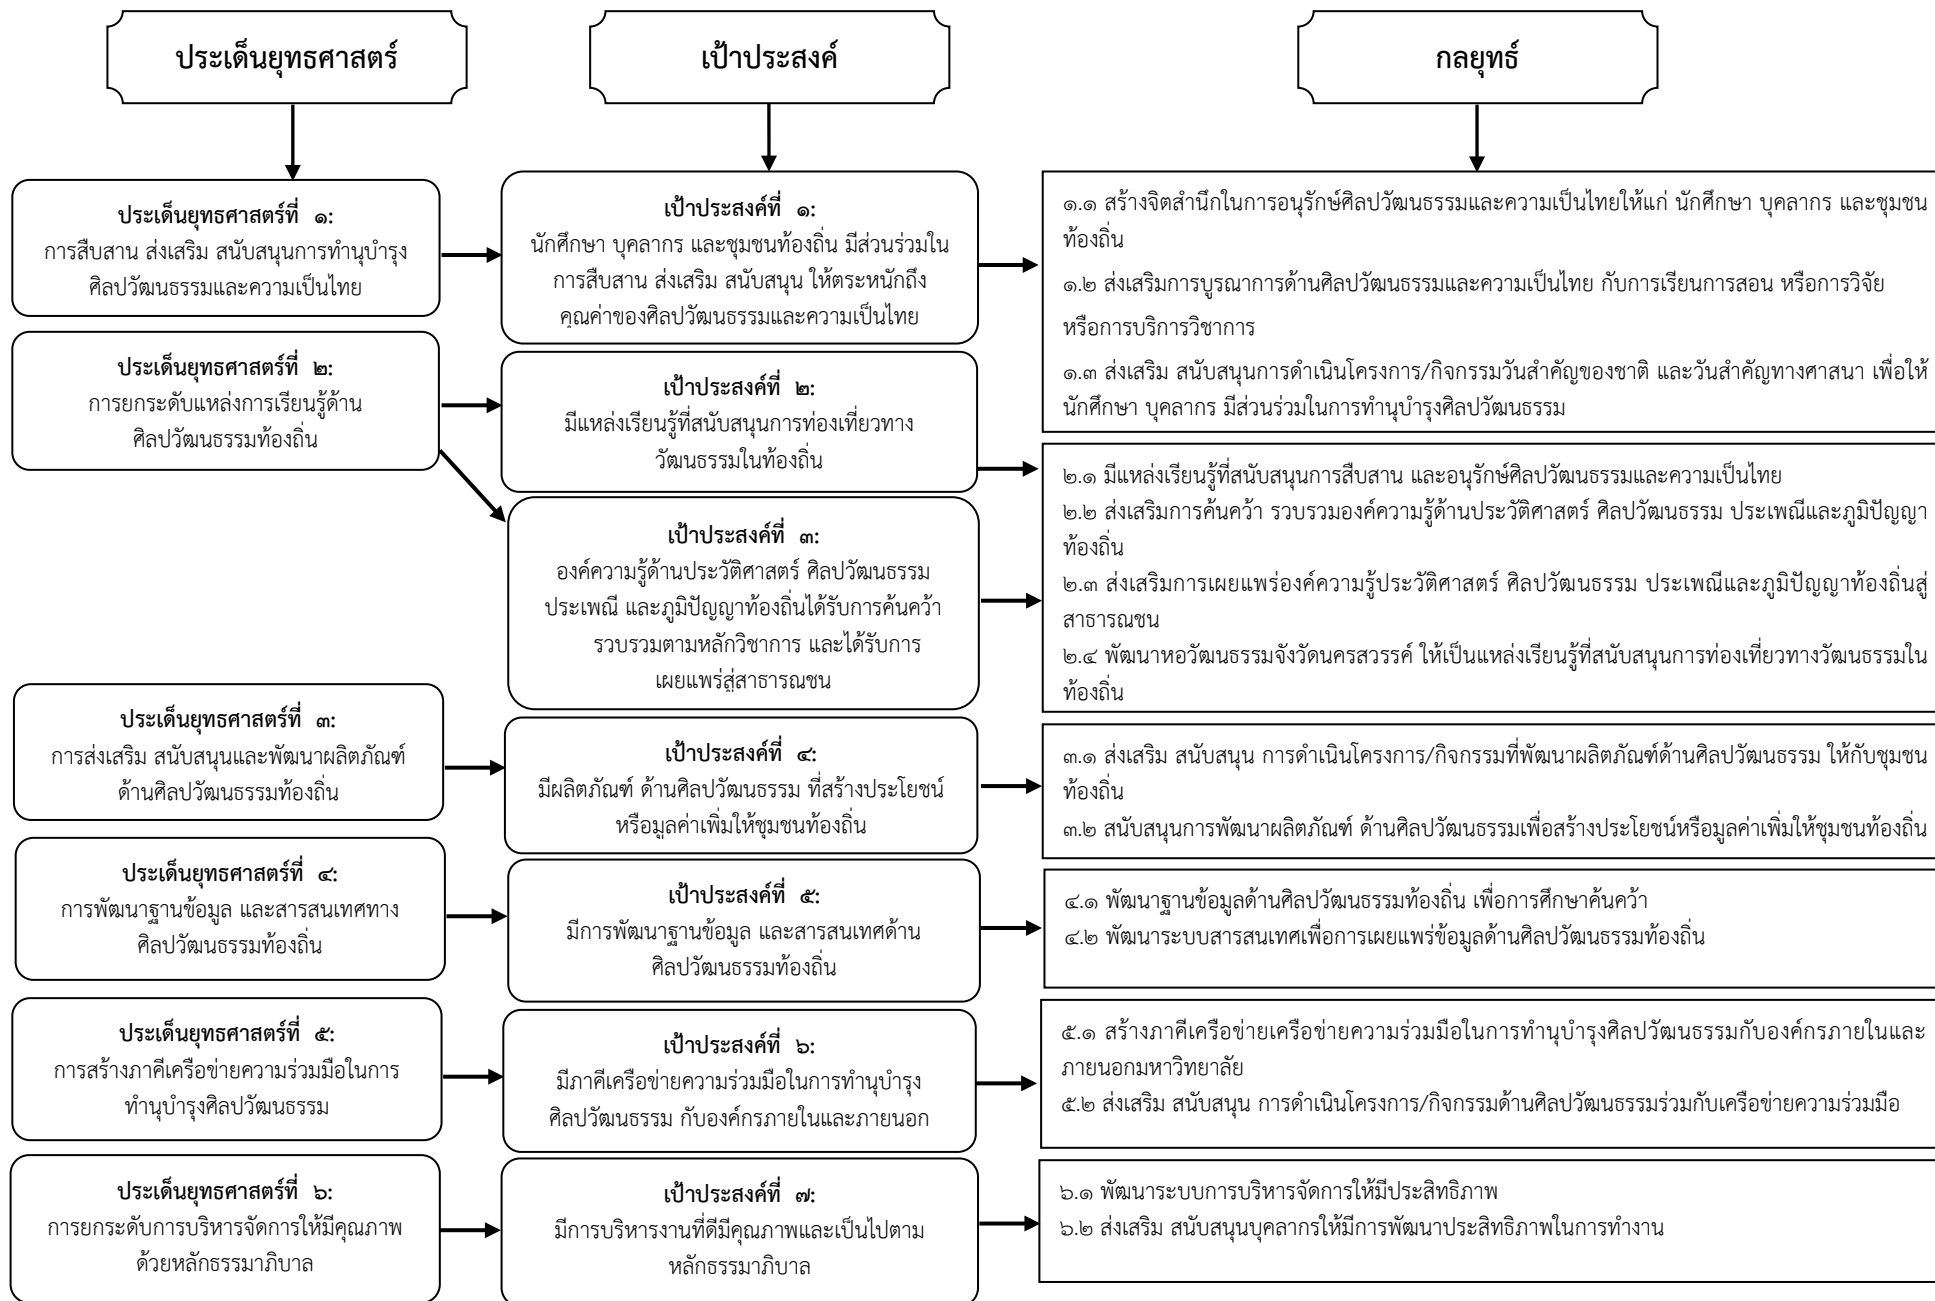 ประเด็นยุทธศาสตร์
เป้าประสงค์
กลยุทธ์
ประเด็นยุทธศาสตร์ที่ ๑:
การสืบสาน ส่งเสริม สนับสนุนการทำนุบำรุง
ศิลปวัฒนธรรมและความเป็นไทย
เป้าประสงค์ที่ ๑:
นักศึกษา บุคลากร และชุมชนท้องถิ่น มีส่วนร่วมใน
การสืบสาน ส่งเสริม สนับสนุน ให้ตระหนักถึง
คุณค่าของศิลปวัฒนธรรมและความเป็นไทย
๑.๑ สร้างจิตสำนึกในการอนุรักษ์ศิลปวัฒนธรรมและความเป็นไทยให้แก่ นักศึกษา บุคลากร และชุมชน
ท้องถิ่น
๑.๒ ส่งเสริมการบูรณาการด้านศิลปวัฒนธรรมและความเป็นไทย กับการเรียนการสอน หรือการวิจัย
หรือการบริการวิชาการ
๑.๓ ส่งเสริม สนับสนุนการดำเนินโครงการ/กิจกรรมวันสำคัญของชาติ และวันสำคัญทางศาสนา เพื่อให้
นักศึกษา บุคลากร มีส่วนร่วมในการทำนุบำรุงศิลปวัฒนธรรม
ประเด็นยุทธศาสตร์ที่ ๒:
การยกระดับแหล่งการเรียนรู้ด้าน
ศิลปวัฒนธรรมท้องถิ่น
เป้าประสงค์ที่ ๒:
มีแหล่งเรียนรู้ที่สนับสนุนการท่องเที่ยวทาง
วัฒนธรรมในท้องถิ่น
เป้าประสงค์ที่ ๓:
องค์ความรู้ด้านประวัติศาสตร์ ศิลปวัฒนธรรม
ประเพณี และภูมิปัญญาท้องถิ่นได้รับการค้นคว้า
รวบรวมตามหลักวิชาการ และได้รับการ
เผยแพร่สู่สาธารณชน
๒.๑ มีแหล่งเรียนรู้ที่สนับสนุนการสืบสาน และอนุรักษ์ศิลปวัฒนธรรมและความเป็นไทย
๒.๒ ส่งเสริมการค้นคว้า รวบรวมองค์ความรู้ด้านประวัติศาสตร์ ศิลปวัฒนธรรม ประเพณีและภูมิปัญญา
ท้องถิ่น
๒.๓ ส่งเสริมการเผยแพร่องค์ความรู้ประวัติศาสตร์ ศิลปวัฒนธรรม ประเพณีและภูมิปัญญาท้องถิ่นสู่
สาธารณชน
๒.๔ พัฒนาหอวัฒนธรรมจังวัดนครสวรรค์ ให้เป็นแหล่งเรียนรู้ที่สนับสนุนการท่องเที่ยวทางวัฒนธรรมใน
ท้องถิ่น
ประเด็นยุทธศาสตร์ที่ ๓:
การส่งเสริม สนับสนุนและพัฒนาผลิตภัณฑ์
ด้านศิลปวัฒนธรรมท้องถิ่น
เป้าประสงค์ที่ ๔:
มีผลิตภัณฑ์ ด้านศิลปวัฒนธรรม ที่สร้างประโยชน์
หรือมูลค่าเพิ่มให้ชุมชนท้องถิ่น
๓.๑ ส่งเสริม สนับสนุน การดำเนินโครงการ/กิจกรรมที่พัฒนาผลิตภัณฑ์ด้านศิลปวัฒนธรรม ให้กับชุมชน
ท้องถิ่น
๓.๒ สนับสนุนการพัฒนาผลิตภัณฑ์ ด้านศิลปวัฒนธรรมเพื่อสร้างประโยชน์หรือมูลค่าเพิ่มให้ชุมชนท้องถิ่น
ประเด็นยุทธศาสตร์ที่ ๔:
การพัฒนาฐานข้อมูล และสารสนเทศทาง
ศิลปวัฒนธรรมท้องถิ่น
เป้าประสงค์ที่ ๕:
มีการพัฒนาฐานข้อมูล และสารสนเทศด้าน
ศิลปวัฒนธรรมท้องถิ่น
๔.๑ พัฒนาฐานข้อมูลด้านศิลปวัฒนธรรมท้องถิ่น เพื่อการศึกษาค้นคว้า
๔.๒ พัฒนาระบบสารสนเทศเพื่อการเผยแพร่ข้อมูลด้านศิลปวัฒนธรรมท้องถิ่น
ประเด็นยุทธศาสตร์ที่ ๕:
การสร้างภาคีเครือข่ายความร่วมมือในการ
ทำนุบำรุงศิลปวัฒนธรรม
เป้าประสงค์ที่ ๖:
มีภาคีเครือข่ายความร่วมมือในการทำนุบำรุง
ศิลปวัฒนธรรม กับองค์กรภายในและภายนอก
๕.๑ สร้างภาคีเครือข่ายเครือข่ายความร่วมมือในการทำนุบำรุงศิลปวัฒนธรรมกับองค์กรภายในและ
ภายนอกมหาวิทยาลัย
๕.๒ ส่งเสริม สนับสนุน การดำเนินโครงการ/กิจกรรมด้านศิลปวัฒนธรรมร่วมกับเครือข่ายความร่วมมือ
ประเด็นยุทธศาสตร์ที่ ๖:
การยกระดับการบริหารจัดการให้มีคุณภาพ
ด้วยหลักธรรมาภิบาล
เป้าประสงค์ที่ ๗:
มีการบริหารงานที่ดีมีคุณภาพและเป็นไปตาม
หลักธรรมาภิบาล
๖.๑ พัฒนาระบบการบริหารจัดการให้มีประสิทธิภาพ
๖.๒ ส่งเสริม สนับสนุนบุคลากรให้มีการพัฒนาประสิทธิภาพในการทำงาน